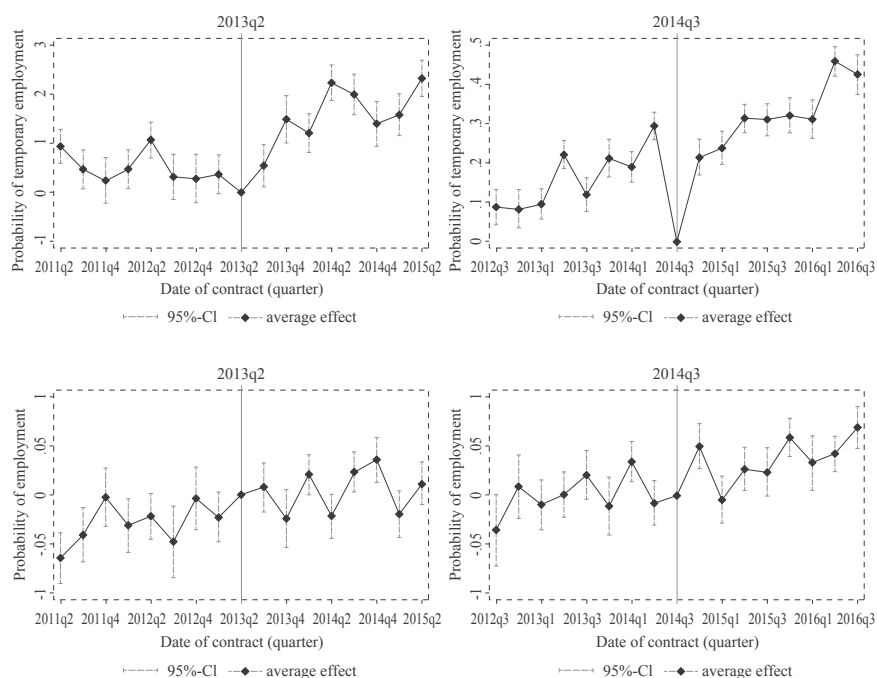 2013q2
Probability of temporary employment
3
2
1
0
-1
2011q2 2011q4 2012q2 2012q4 2013q2 2013q4 2014q2 2014q4 2015q2
Date of contract (quarter)
95%-Cl average effect
2014q3
Probability of temporary employment
.5
.4
.3
.2
.1
0
2012q3 2013q1 2013q3 2014q1 2014q3 2015q1 2015q3 2016q1 2016q3
Date of contract (quarter)
95%-Cl average effect
2013q2
Probability of employment
.1
.05
0
-.05
-.1
2011q2 2011q4 2012q2 2012q4 2013q2 2013q4 2014q2 2014q4 2015q2
Date of contract (quarter)
95%-Cl average effect
2014q3
Probability of employment
.1
.05
0
-.05
-.1
2012q3 2013q1 2013q3 2014q1 2014q3 2015q1 2015q3 2016q1 2016q3
Date of contract (quarter)
95%-Cl average effect